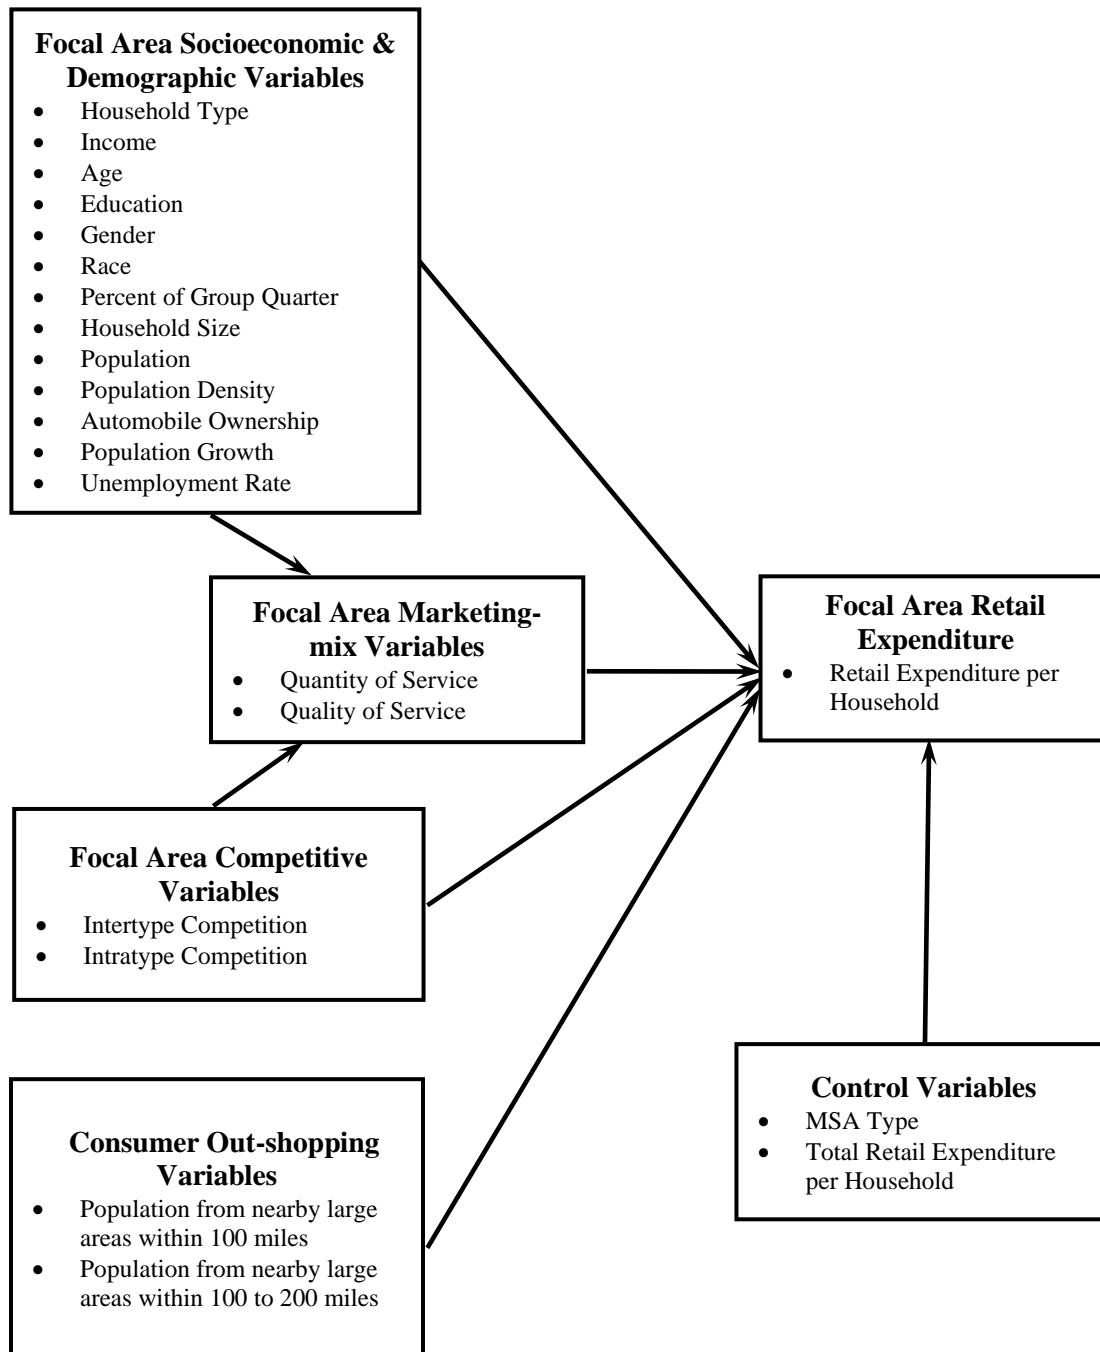 Focal Area Socioeconomic &
Demographic Variables
• Household Type
• Income
• Age
• Education
• Gender
• Race
• Percent of Group Quarter
• Household Size
• Population
• Population Density
• Automobile Ownership
• Population Growth
• Unemployment Rate
Focal Area Marketing-
mix Variables
• Quantity of Service
• Quality of Service
Focal Area Retail
Expenditure
• Retail Expenditure per
Household
Focal Area Competitive
Variables
• Intertype Competition
• Intratype Competition
Control Variables
• MSA Type
• Total Retail Expenditure
per Household
Consumer Out-shopping
Variables
• Population from nearby large
areas within 100 miles
• Population from nearby large
areas within 100 to 200 miles